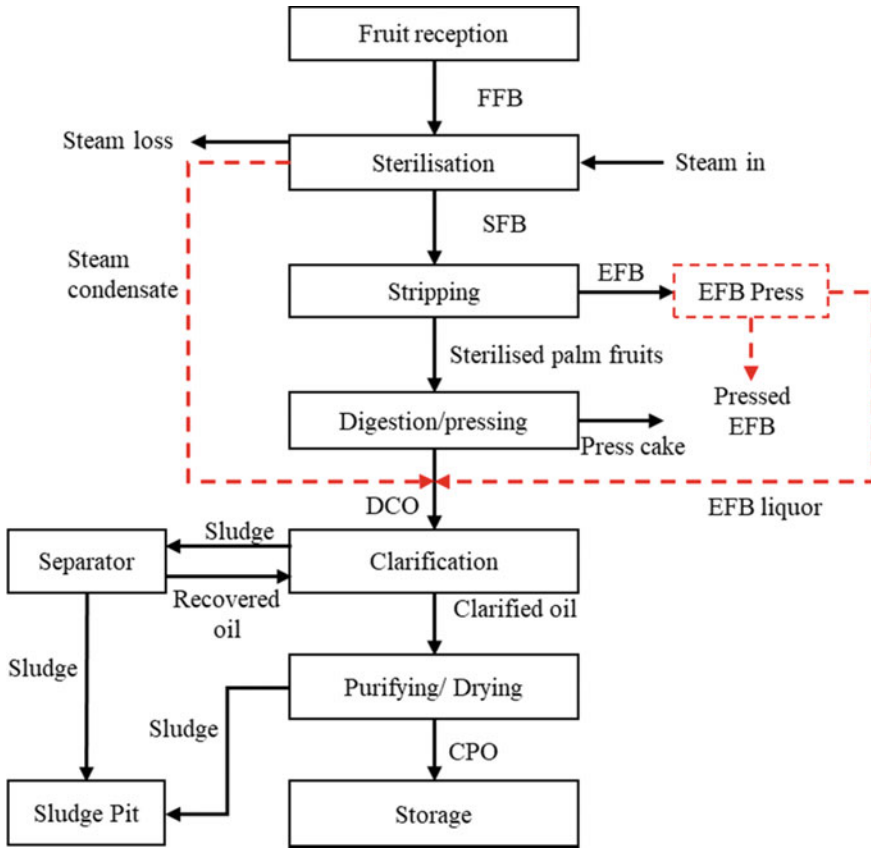 Fruit reception
FFB
Steam loss
Sterilisation
Steam in
SFB
Steam
condensate
EFB
Stripping
EFB Press
Sterilised palm fruits
Pressed
EFB
Digestion/pressing
Press cake
DCO
EFB liquor
Sludge
Separator
Clarification
Recovered
oil
Clarified oil
Sludge
Purifying/ Drying
Sludge
CPO
Sludge Pit
Storage